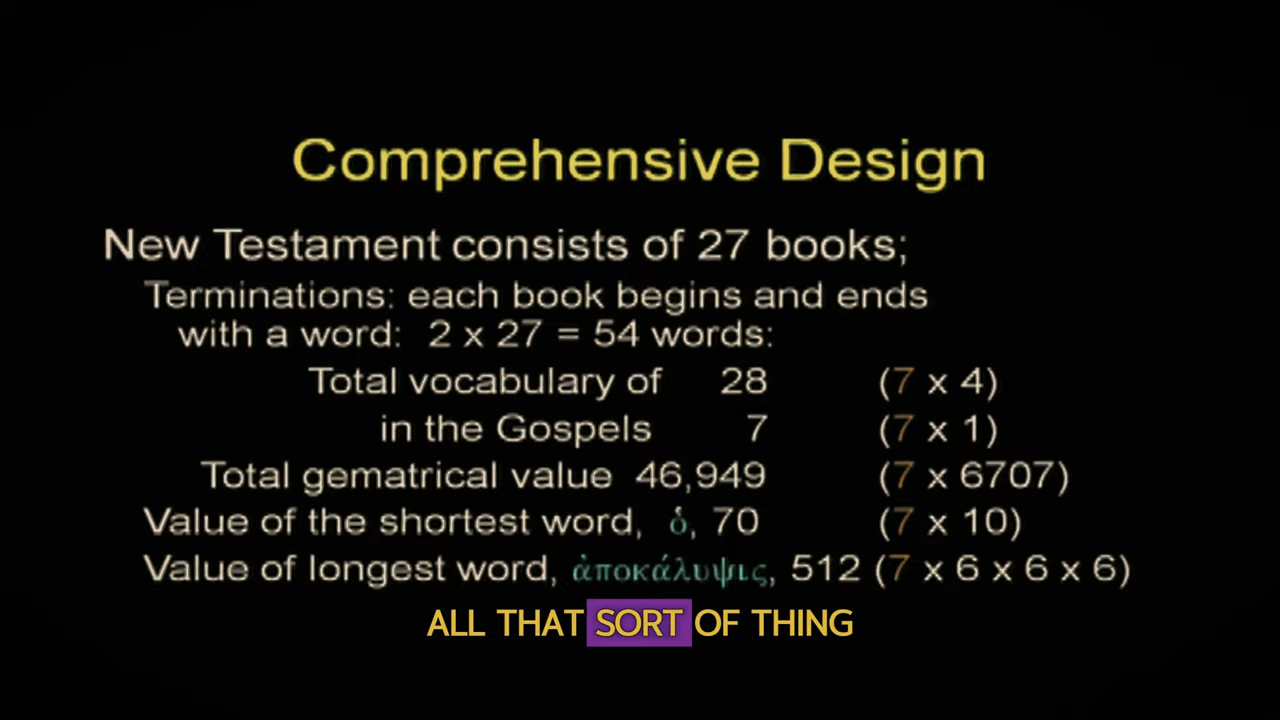 Comprehensive Design
New Testament consists of 27 books;
Terminations: each book begins and ends
with a word: 2 x 27 = 54 words:
Total vocabulary of 28 (7 x 4)
in the Gospels 7 (7 x 1)
Total gematrical value 46,949 (7 x 6707)
Value of the shortest word, ὁ, 70 (7 x 10)
Value of longest word, ἀποκάλυψις, 512 (7 x 6 x 6 x 6)
ALL THAT SORT OF THING